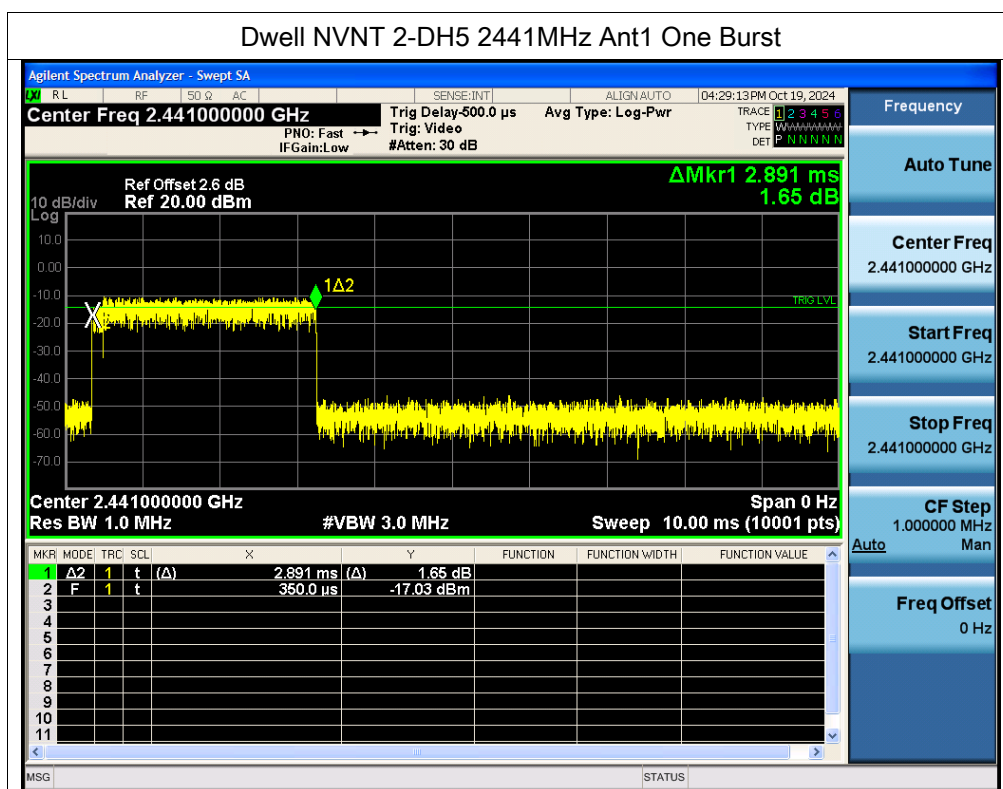 Dwell NVNT 2-DH5 2441MHz Ant1 One Burst
Agilent Spectrum Analyzer - Swept SA
LXI RL RF 50 Ω AC SENSE:INT ALIGN AUTO 04:29:13 PM Oct 19, 2024
Center Freq 2.441000000 GHz Trig Delay-500.0 µs Avg Type: Log-Pwr TRACE 1 2 3 4 5 6
PNO: Fast Trig: Video TYPE WWWWWW
IFGain:Low #Atten: 30 dB DET P N N N N N
ΔMkr1 2.891 ms
1.65 dB
Ref Offset 2.6 dB
10 dB/div Ref 20.00 dBm
Log
10.0
0.00
-10.0
-20.0
-30.0
-40.0
-50.0
-60.0
-70.0
1Δ2
TRIG LVL
X
Center 2.441000000 GHz Span 0 Hz
Res BW 1.0 MHz #VBW 3.0 MHz Sweep 10.00 ms (10001 pts)
MKR MODE TRC SCL X Y FUNCTION FUNCTION WIDTH FUNCTION VALUE
1 Δ2 1 t (Δ) 2.891 ms (Δ) 1.65 dB
2 F 1 t 350.0 µs -17.03 dBm
3
4
5
6
7
8
9
10
11
MSG STATUS
Frequency
Auto Tune
Center Freq
2.441000000 GHz
Start Freq
2.441000000 GHz
Stop Freq
2.441000000 GHz
CF Step
1.000000 MHz
Auto Man
Freq Offset
0 Hz